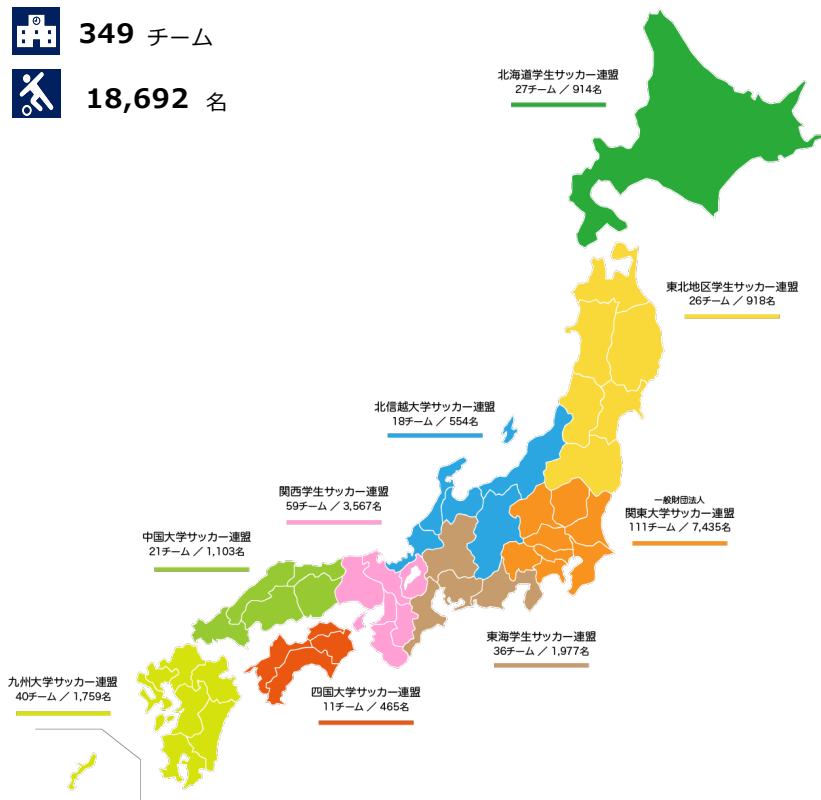 349 チーム
18,692 名
北海道学生サッカー連盟
27チーム ／ 914名
東北地区学生サッカー連盟
26チーム ／ 918名
北信越大学サッカー連盟
18チーム ／ 554名
関西学生サッカー連盟
59チーム ／ 3,567名
一般財団法人
関東大学サッカー連盟
111チーム ／ 7,435名
中国大学サッカー連盟
21チーム ／ 1,103名
東海学生サッカー連盟
36チーム ／ 1,977名
九州大学サッカー連盟
40チーム ／ 1,759名
四国大学サッカー連盟
11チーム ／ 465名